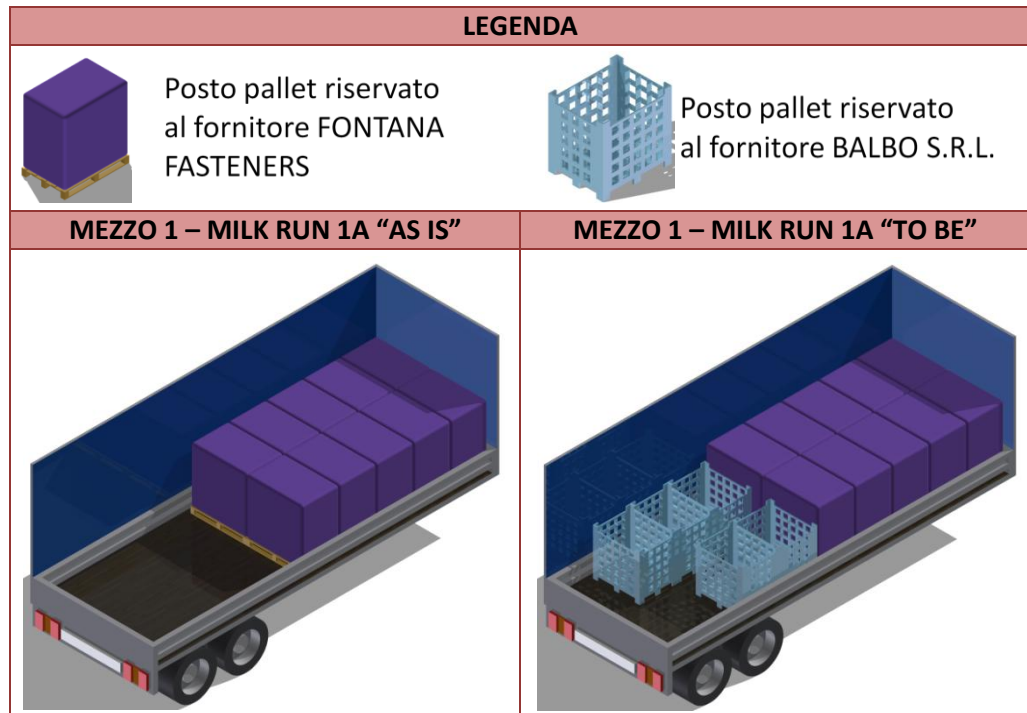 LEGENDA
Posto pallet riservato
al fornitore FONTANA
FASTENERS
Posto pallet riservato
al fornitore BALBO S.R.L.
MEZZO 1 – MILK RUN 1A “AS IS”
MEZZO 1 – MILK RUN 1A “TO BE”